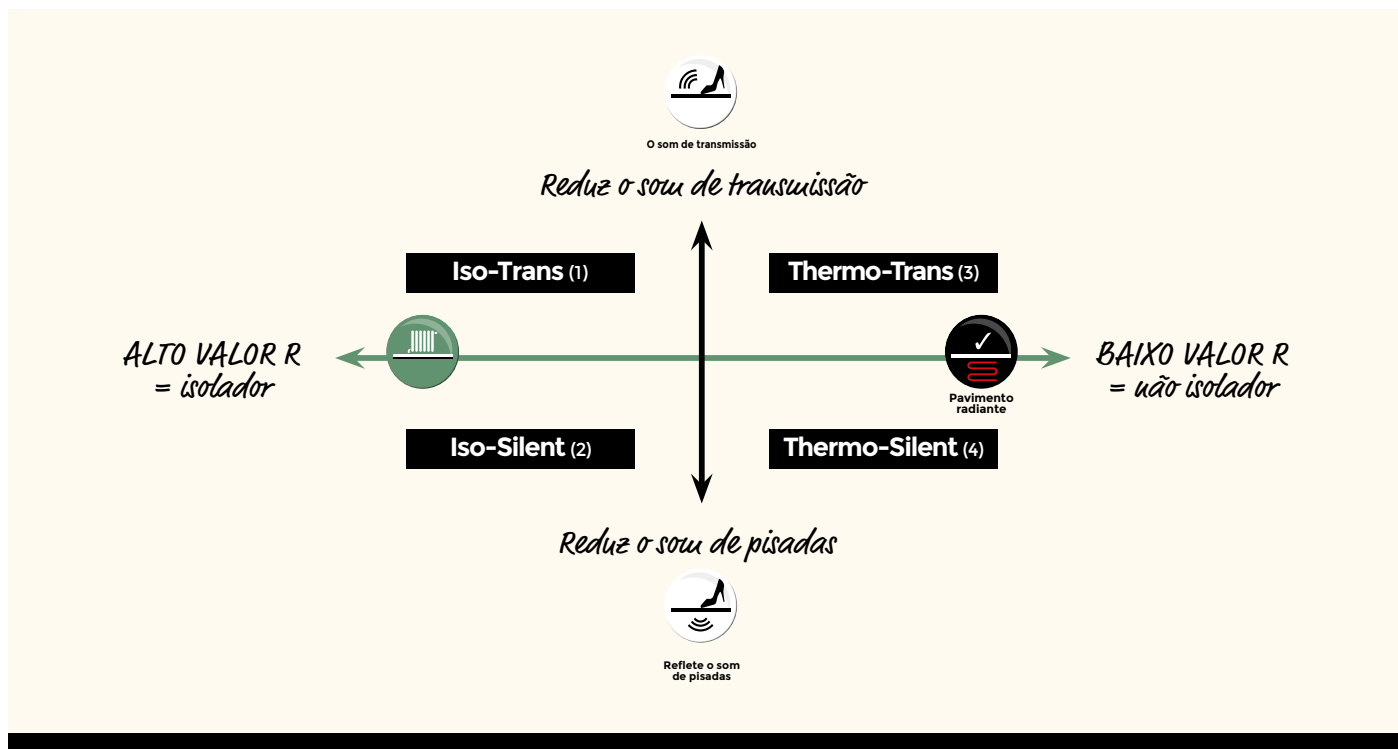 O som de transmissão
Reduz o som de transmissão
Iso-Trans (1)
Thermo-Trans (3)
ALTO VALOR R
= isolador
BAIXO VALOR R
= não isolador
Pavimento
radiante
Iso-Silent (2)
Thermo-Silent (4)
Reduz o som de pisadas
Reflete o som
de pisadas